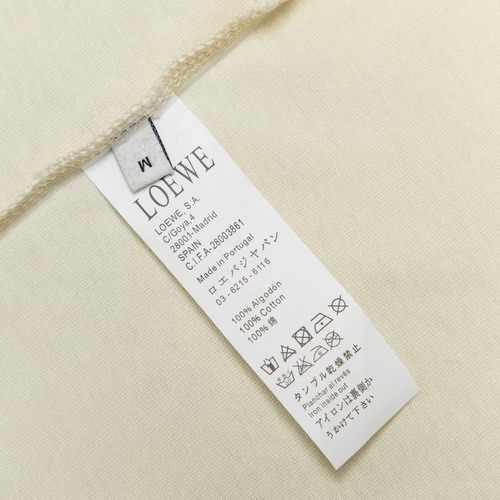 M
LOEWE
LOEWE, S.A.
C/Goya,4
28001-Madrid
SPAIN
C.I.F.A-28003861
Made in Portugal
ロエベジャパン
03-6215-6116
100% Algodón
100% Cotton
100% 綿
タンブル乾燥禁止
Planchar al revés
Iron inside out
アイロンは裏側か
らかけて下さい